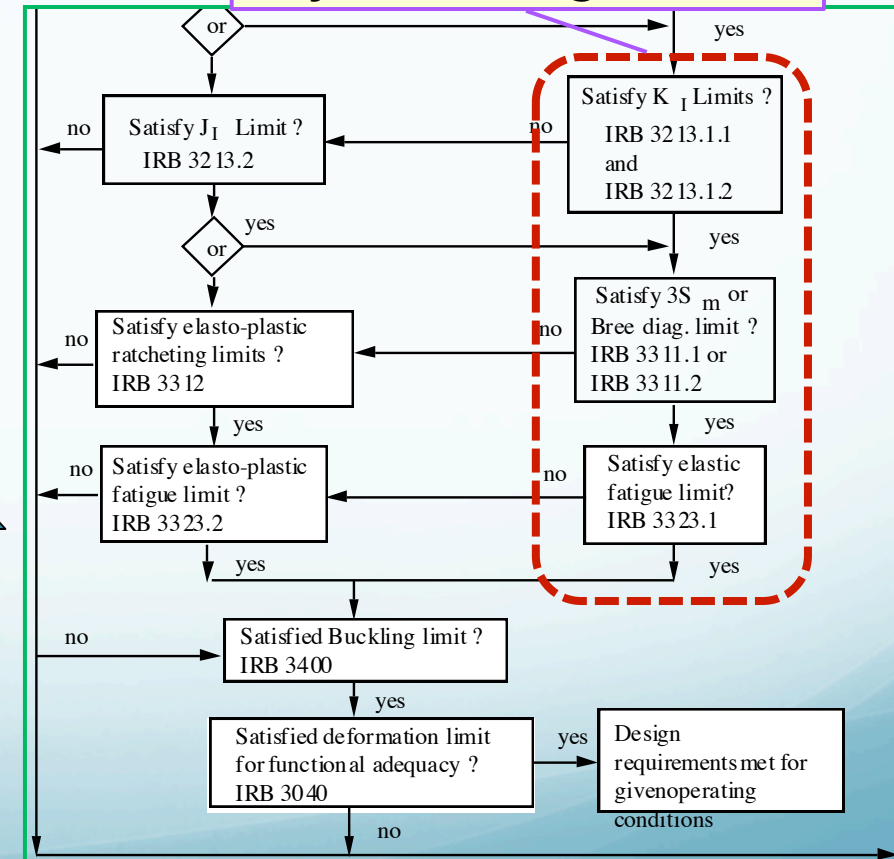 or
yes
Satisfy K I Limits ?
IRB 3213.1.1
and
IRB 3213.1.2
no
Satisfy JI Limit ?
IRB 3213.2
no
yes
yes
or
Satisfy 3S m or
Bree diag. limit ?
IRB 3311.1 or
IRB 3311.2
no
Satisfy elasto-plastic
ratcheting limits ?
IRB 3312
no
yes
yes
Satisfy elastic
fatigue limit?
IRB 3323.1
no
Satisfy elasto-plastic
fatigue limit ?
IRB 3323.2
no
yes
yes
no
Satisfied Buckling limit ?
IRB 3400
yes
Satisfied deformation limit
for functional adequacy ?
IRB 3040
yes
Design
requirements met for
givenoperating
conditions
no